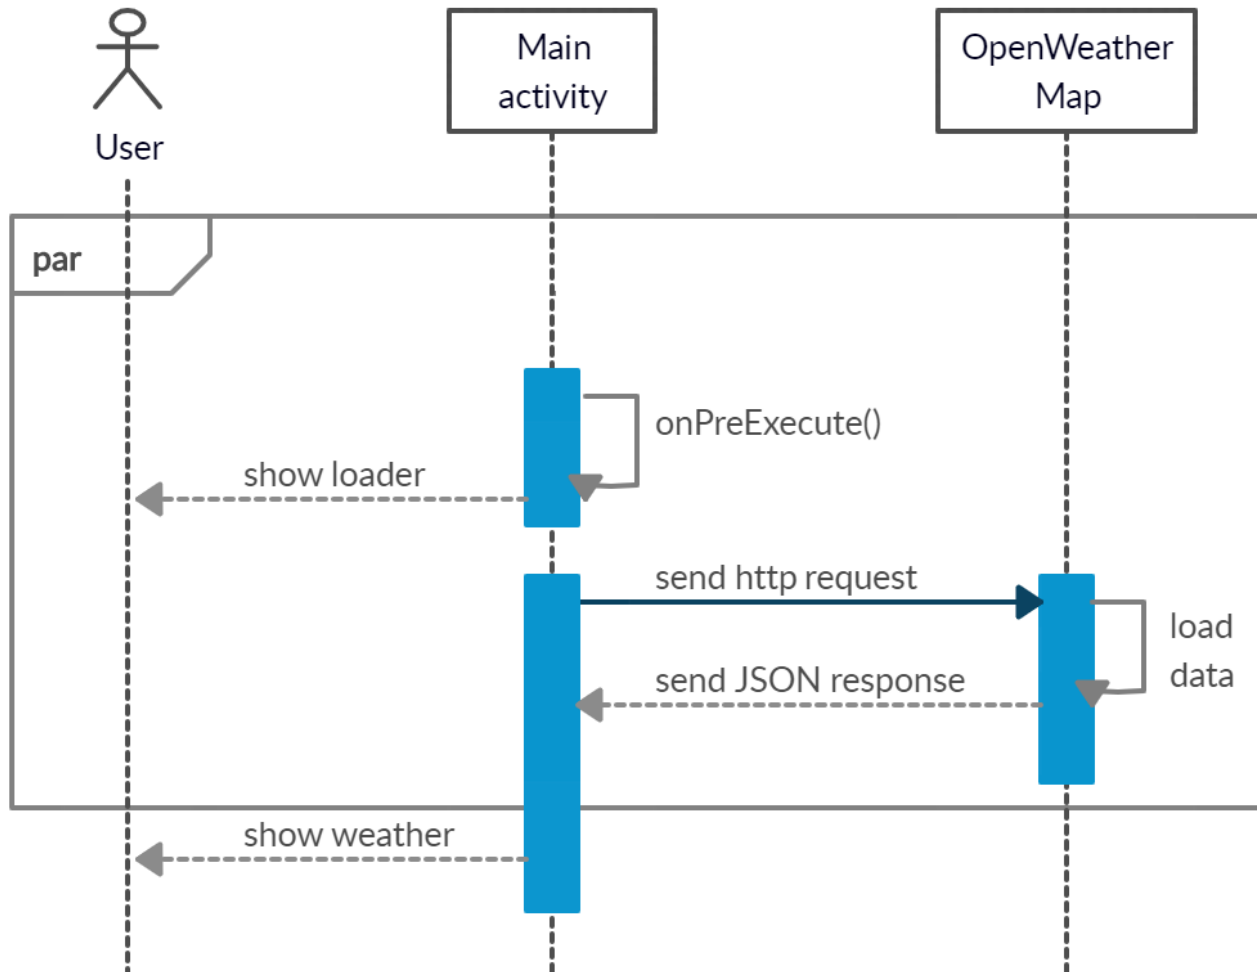 Main
activity
OpenWeather
Map
User
par
onPreExecute()
show loader
send http request
load
data
send JSON response
show weather